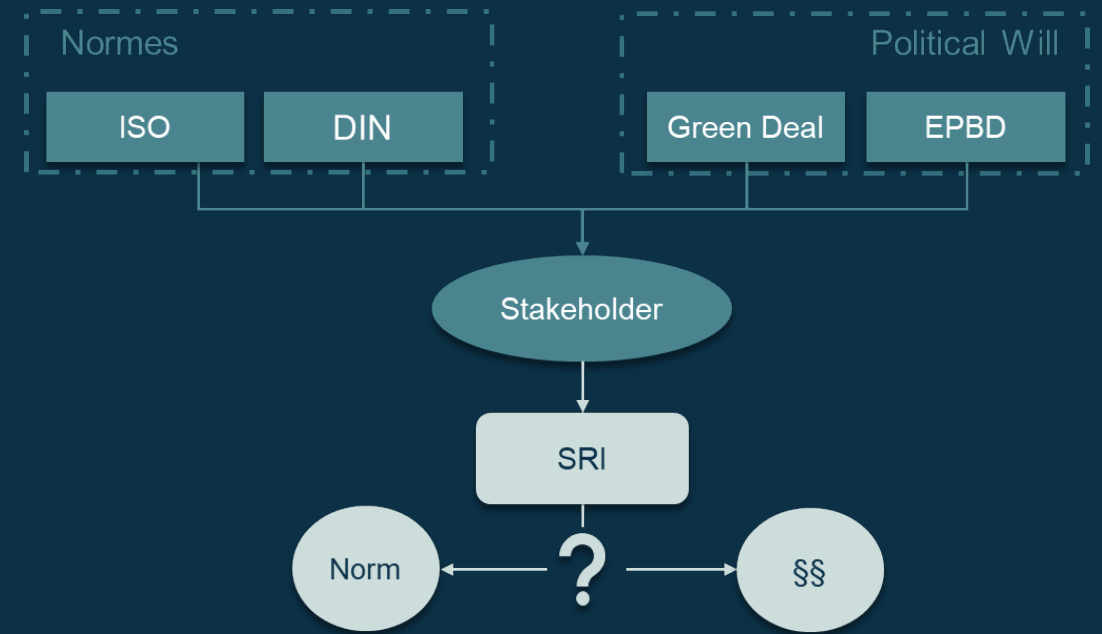 Normes
Political Will
ISO
DIN
Green Deal
EPBD
Stakeholder
SRI
?
Norm
§§